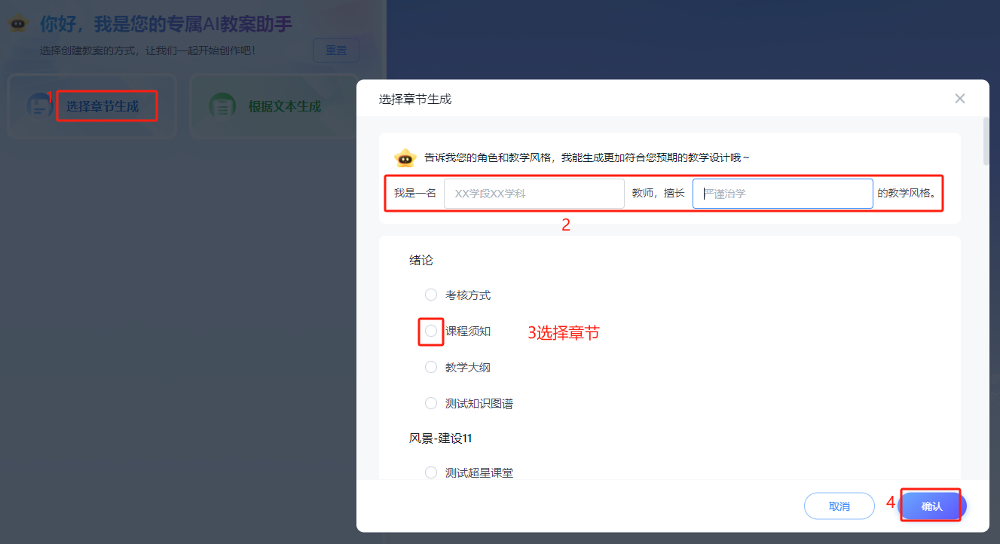 你好，我是您的专属AI教案助手
选择创建教案的方式，让我们一起开始创作吧！
重置
1
选择章节生成
根据文本生成
选择章节生成
告诉我您的角色和教学风格，我能生成更加符合您预期的教学设计哦～
我是一名 XX学段XX学科 教师，擅长 严谨治学 的教学风格。
2
绪论
考核方式
课程须知
3选择章节
教学大纲
测试知识图谱
风景-建设11
测试超星课堂
取消
4
确认